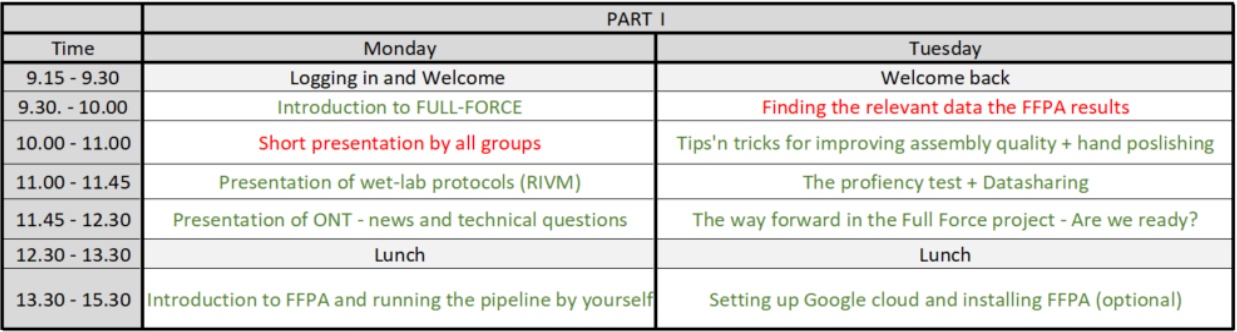 PART I
Time Monday Tuesday
9.15 - 9.30 Logging in and Welcome Welcome back
9.30. - 10.00 Introduction to FULL-FORCE Finding the relevant data the FFPA results
10.00 - 11.00 Short presentation by all groups Tips'n tricks for improving assembly quality + hand poslishing
11.00 - 11.45 Presentation of wet-lab protocols (RIVM) The profiency test + Datasharing
11.45 - 12.30 Presentation of ONT - news and technical questions The way forward in the Full Force project - Are we ready?
12.30 - 13.30 Lunch Lunch
13.30 - 15.30 Introduction to FFPA and running the pipeline by yourself Setting up Google cloud and installing FFPA (optional)